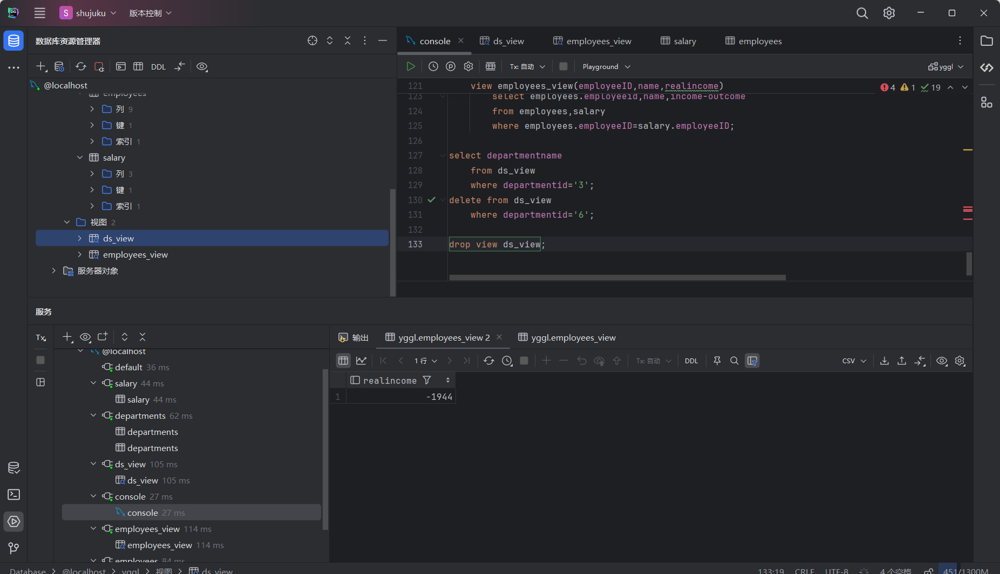 S shujuku 版本控制
数据库资源管理器
DDL
@localhost
employees
列 9
键 1
索引 1
salary
列 3
键 1
索引 1
视图 2
ds_view
employees_view
服务器对象
console ds_view employees_view salary employees
Tx: 自动 Playground yggl
4 1 19
121 view employees_view(employeeID,name,realincome)
123 select employees.employeeid,name,income-outcome
124 from employees,salary
125 where employees.employeeID=salary.employeeID;
126
127 select departmentname
128 from ds_view
129 where departmentid='3';
130 delete from ds_view
131 where departmentid='6';
132
133 drop view ds_view;
服务
Tx
@localhost
default 36 ms
salary 44 ms
salary 44 ms
departments 62 ms
departments
departments
ds_view 105 ms
ds_view 105 ms
console 27 ms
console 27 ms
employees_view 114 ms
employees_view 114 ms
employees 84 ms
输出 yggl.employees_view 2 yggl.employees_view
1 行 Tx: 自动 DDL CSV
realincome
1 -1944
Database @localhost yggl 视图 ds_view
133:19 CRLF UTF-8 4 个空格 451/1300M